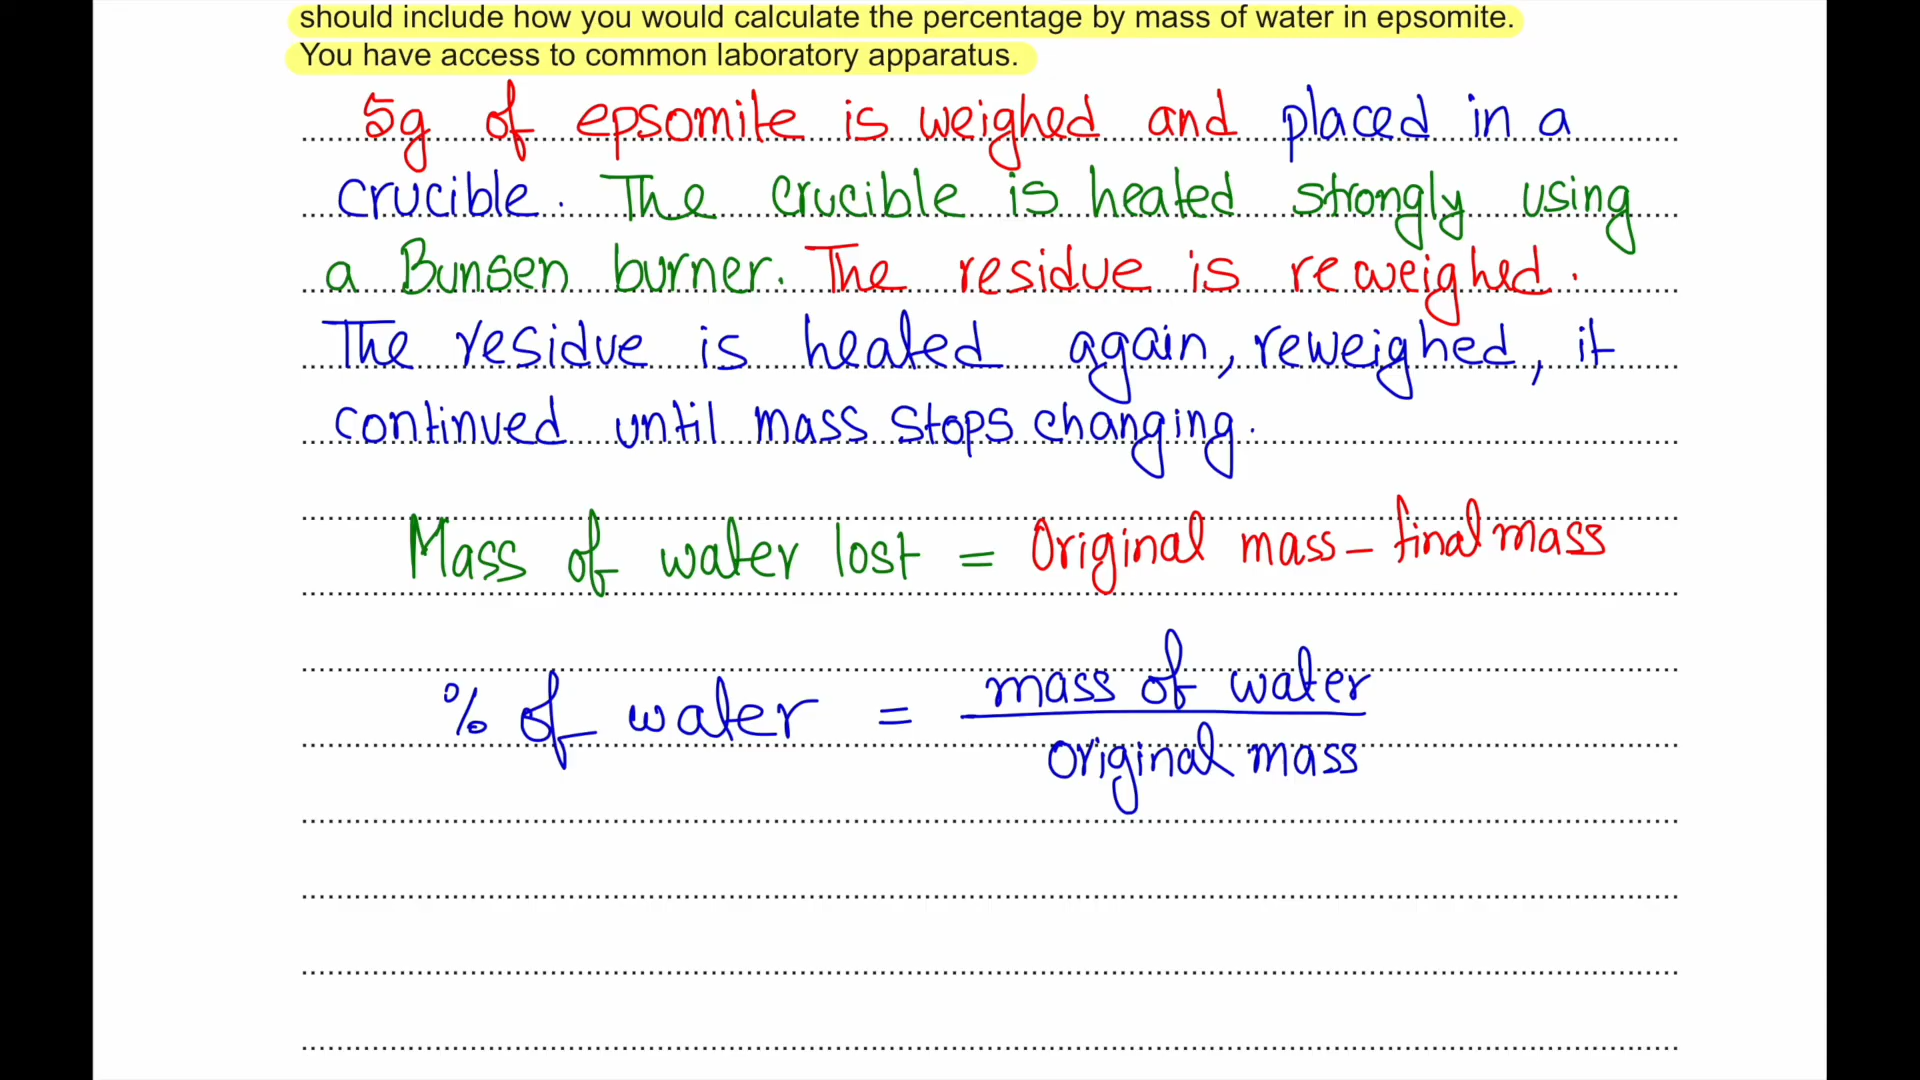 should include how you would calculate the percentage by mass of water in epsomite.
You have access to common laboratory apparatus.
5g of epsomite is weighed and placed in a
crucible. The crucible is heated strongly using
a Bunsen burner. The residue is reweighed.
The residue is heated again, reweighed, it
continued until mass stops changing.
Mass of water lost = Original mass - final mass
% of water = mass of water
original mass